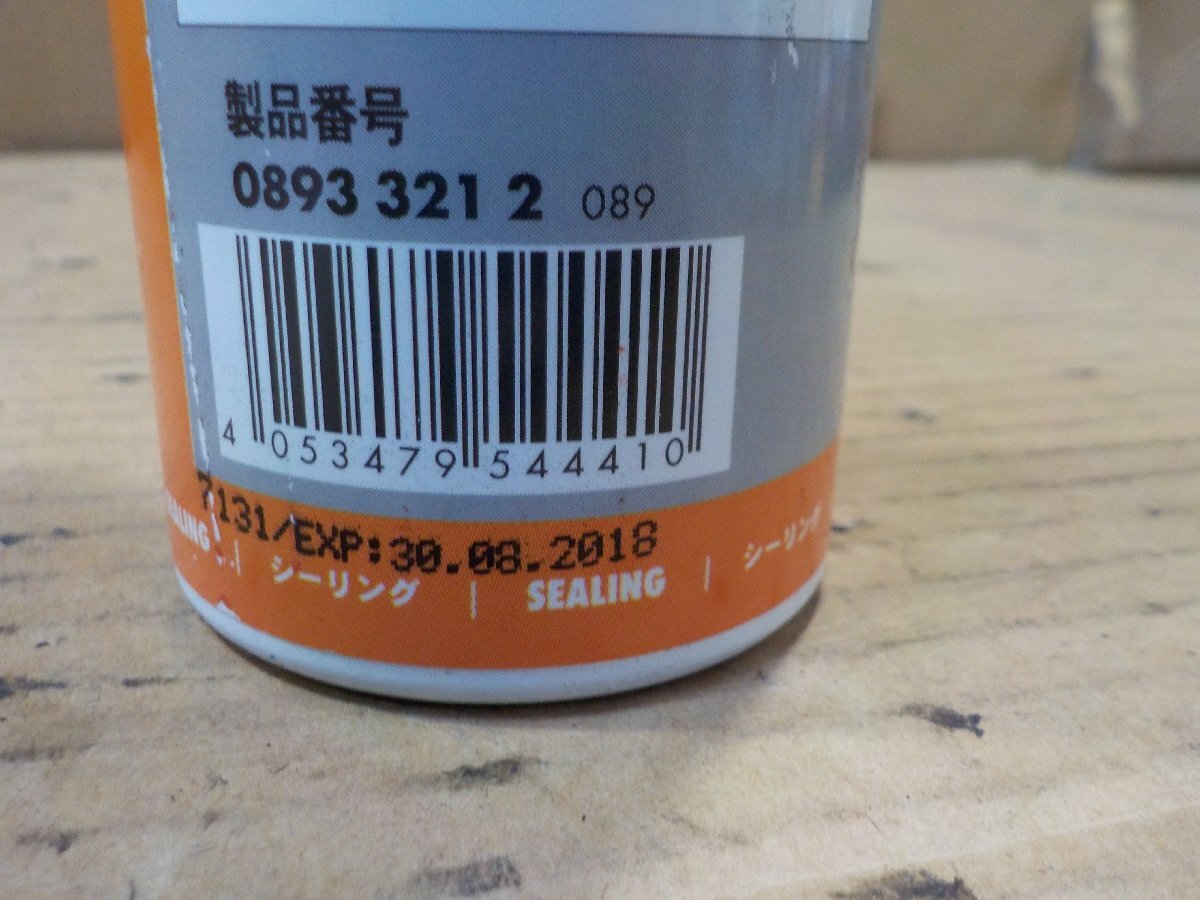 製品番号
0893 321 2 089
4 053479 544410
7131/EXP:30.08.2018
シーリング | SEALING | シーリング